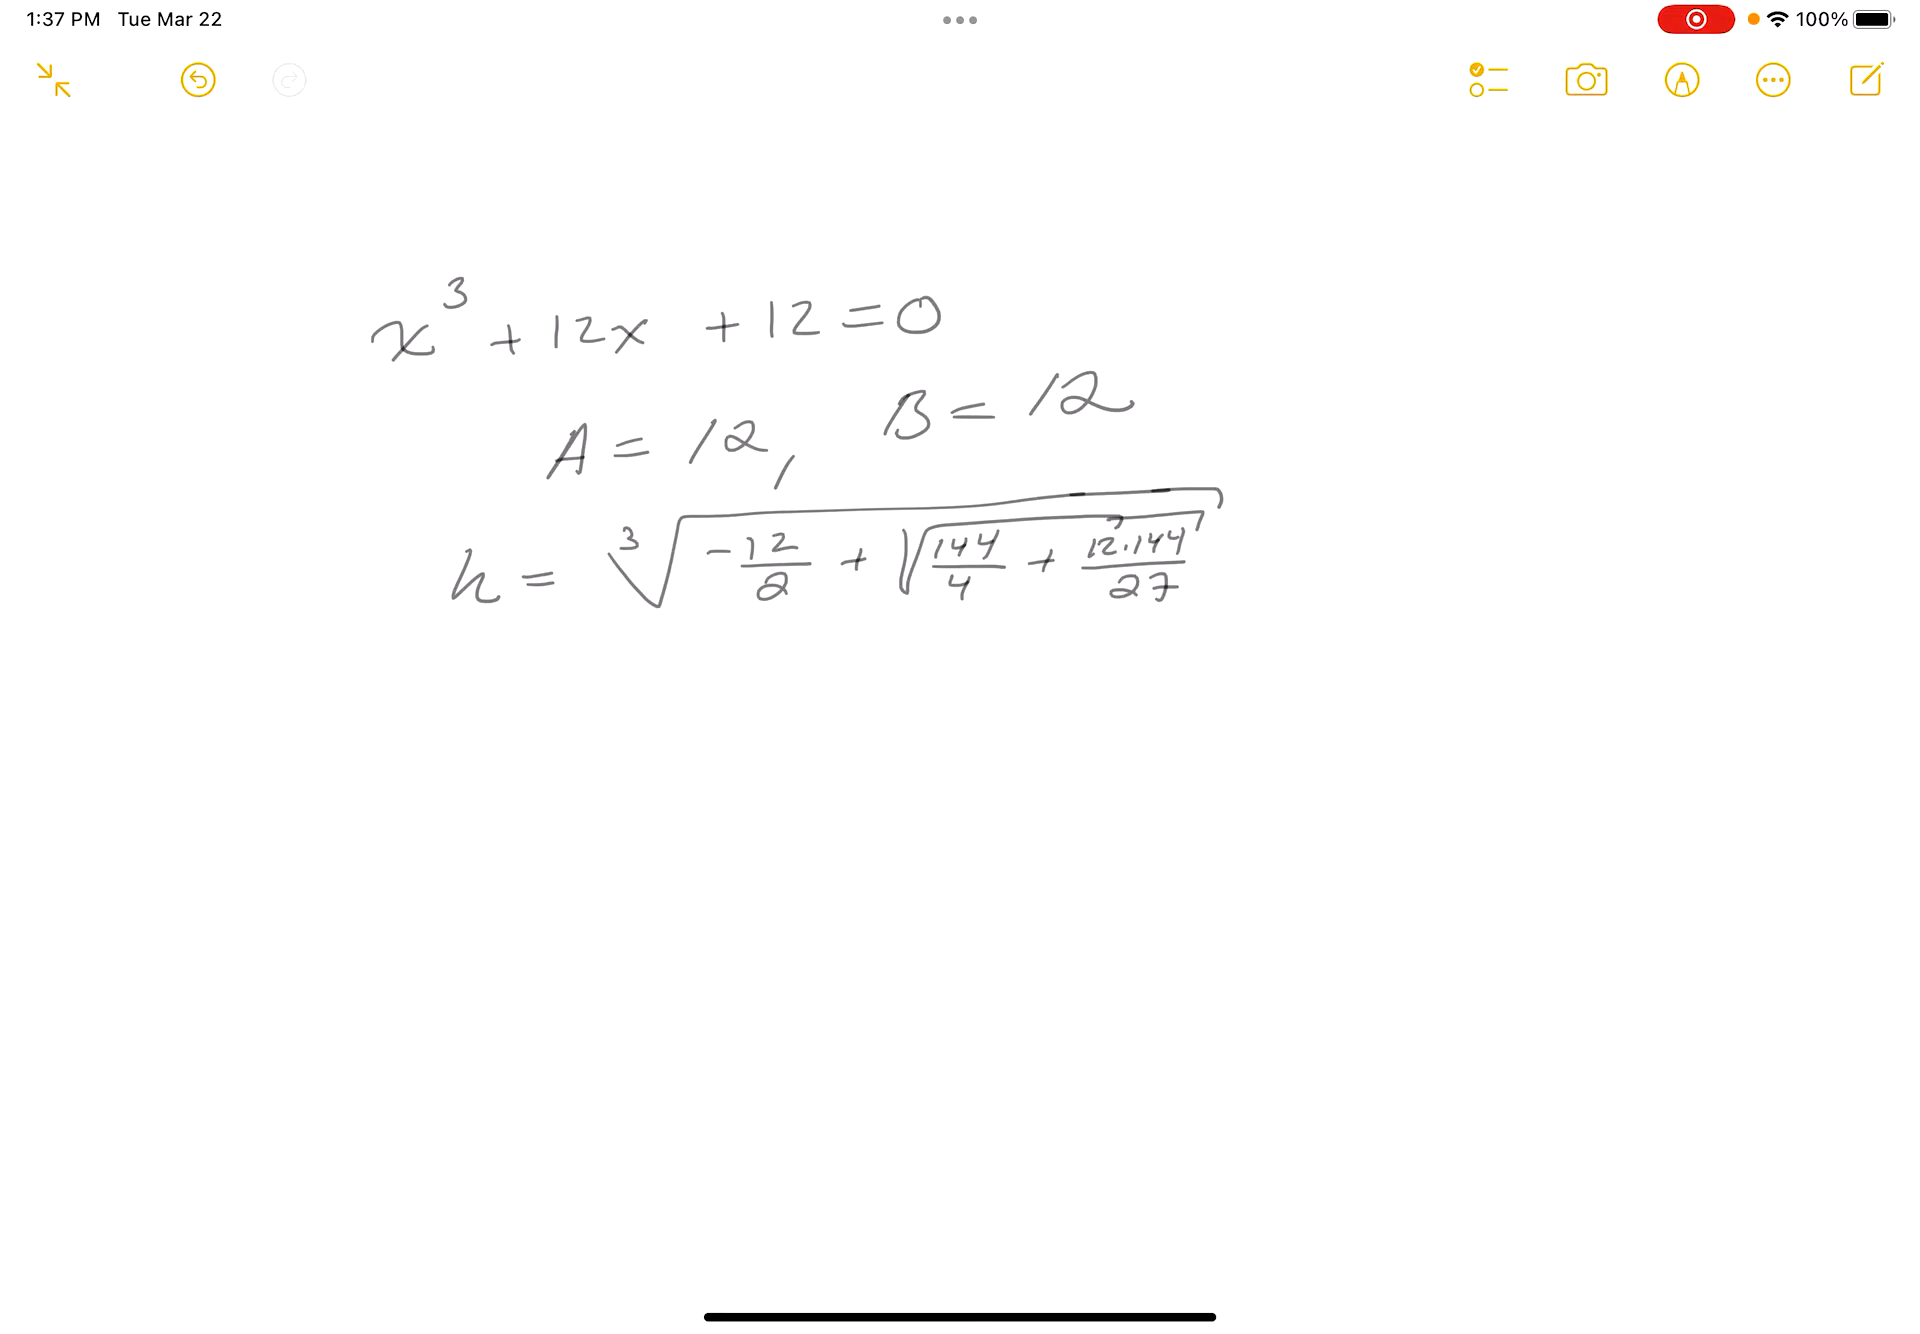 1:37 PM Tue Mar 22 100%
x³ + 12x + 12 = 0
A = 12, B = 12
h = ∛(-12/2 + √(144/4 + 12·144/27))